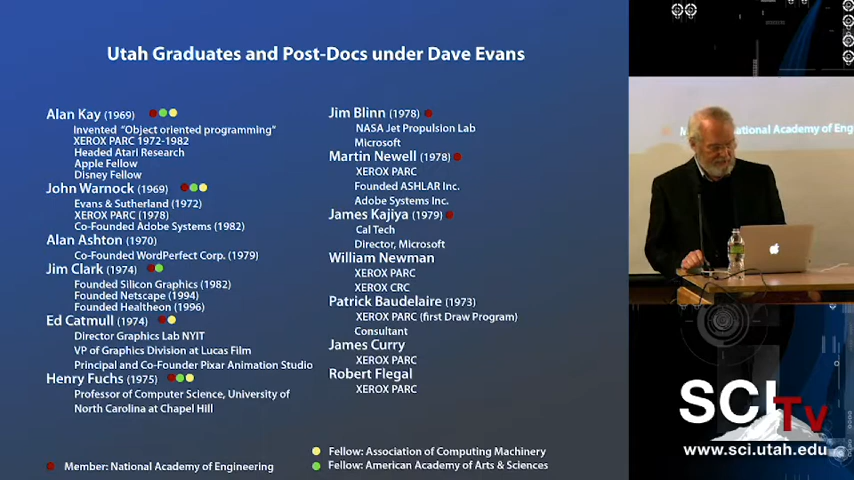 Utah Graduates and Post-Docs under Dave Evans
Alan Kay (1969)
Invented "Object oriented programming"
XEROX PARC 1972-1982
Headed Atari Research
Apple Fellow
Disney Fellow
John Warnock (1969)
Evans & Sutherland (1972)
XEROX PARC (1978)
Co-Founded Adobe Systems (1982)
Alan Ashton (1970)
Co-Founded WordPerfect Corp. (1979)
Jim Clark (1974)
Founded Silicon Graphics (1982)
Founded Netscape (1994)
Founded Healtheon (1996)
Ed Catmull (1974)
Director Graphics Lab NYIT
VP of Graphics Division at Lucas Film
Principal and Co-Founder Pixar Animation Studio
Henry Fuchs (1975)
Professor of Computer Science, University of
North Carolina at Chapel Hill
Member: National Academy of Engineering
Jim Blinn (1978)
NASA Jet Propulsion Lab
Microsoft
Martin Newell (1978)
XEROX PARC
Founded ASHLAR Inc.
Adobe Systems Inc.
James Kajiya (1979)
Cal Tech
Director, Microsoft
William Newman
XEROX PARC
XEROX CRC
Patrick Baudelaire (1973)
XEROX PARC (first Draw Program)
Consultant
James Curry
XEROX PARC
Robert Flegal
XEROX PARC
Fellow: Association of Computing Machinery
Fellow: American Academy of Arts & Sciences
national Academy of Eng
SCI TV
www.sci.utah.edu